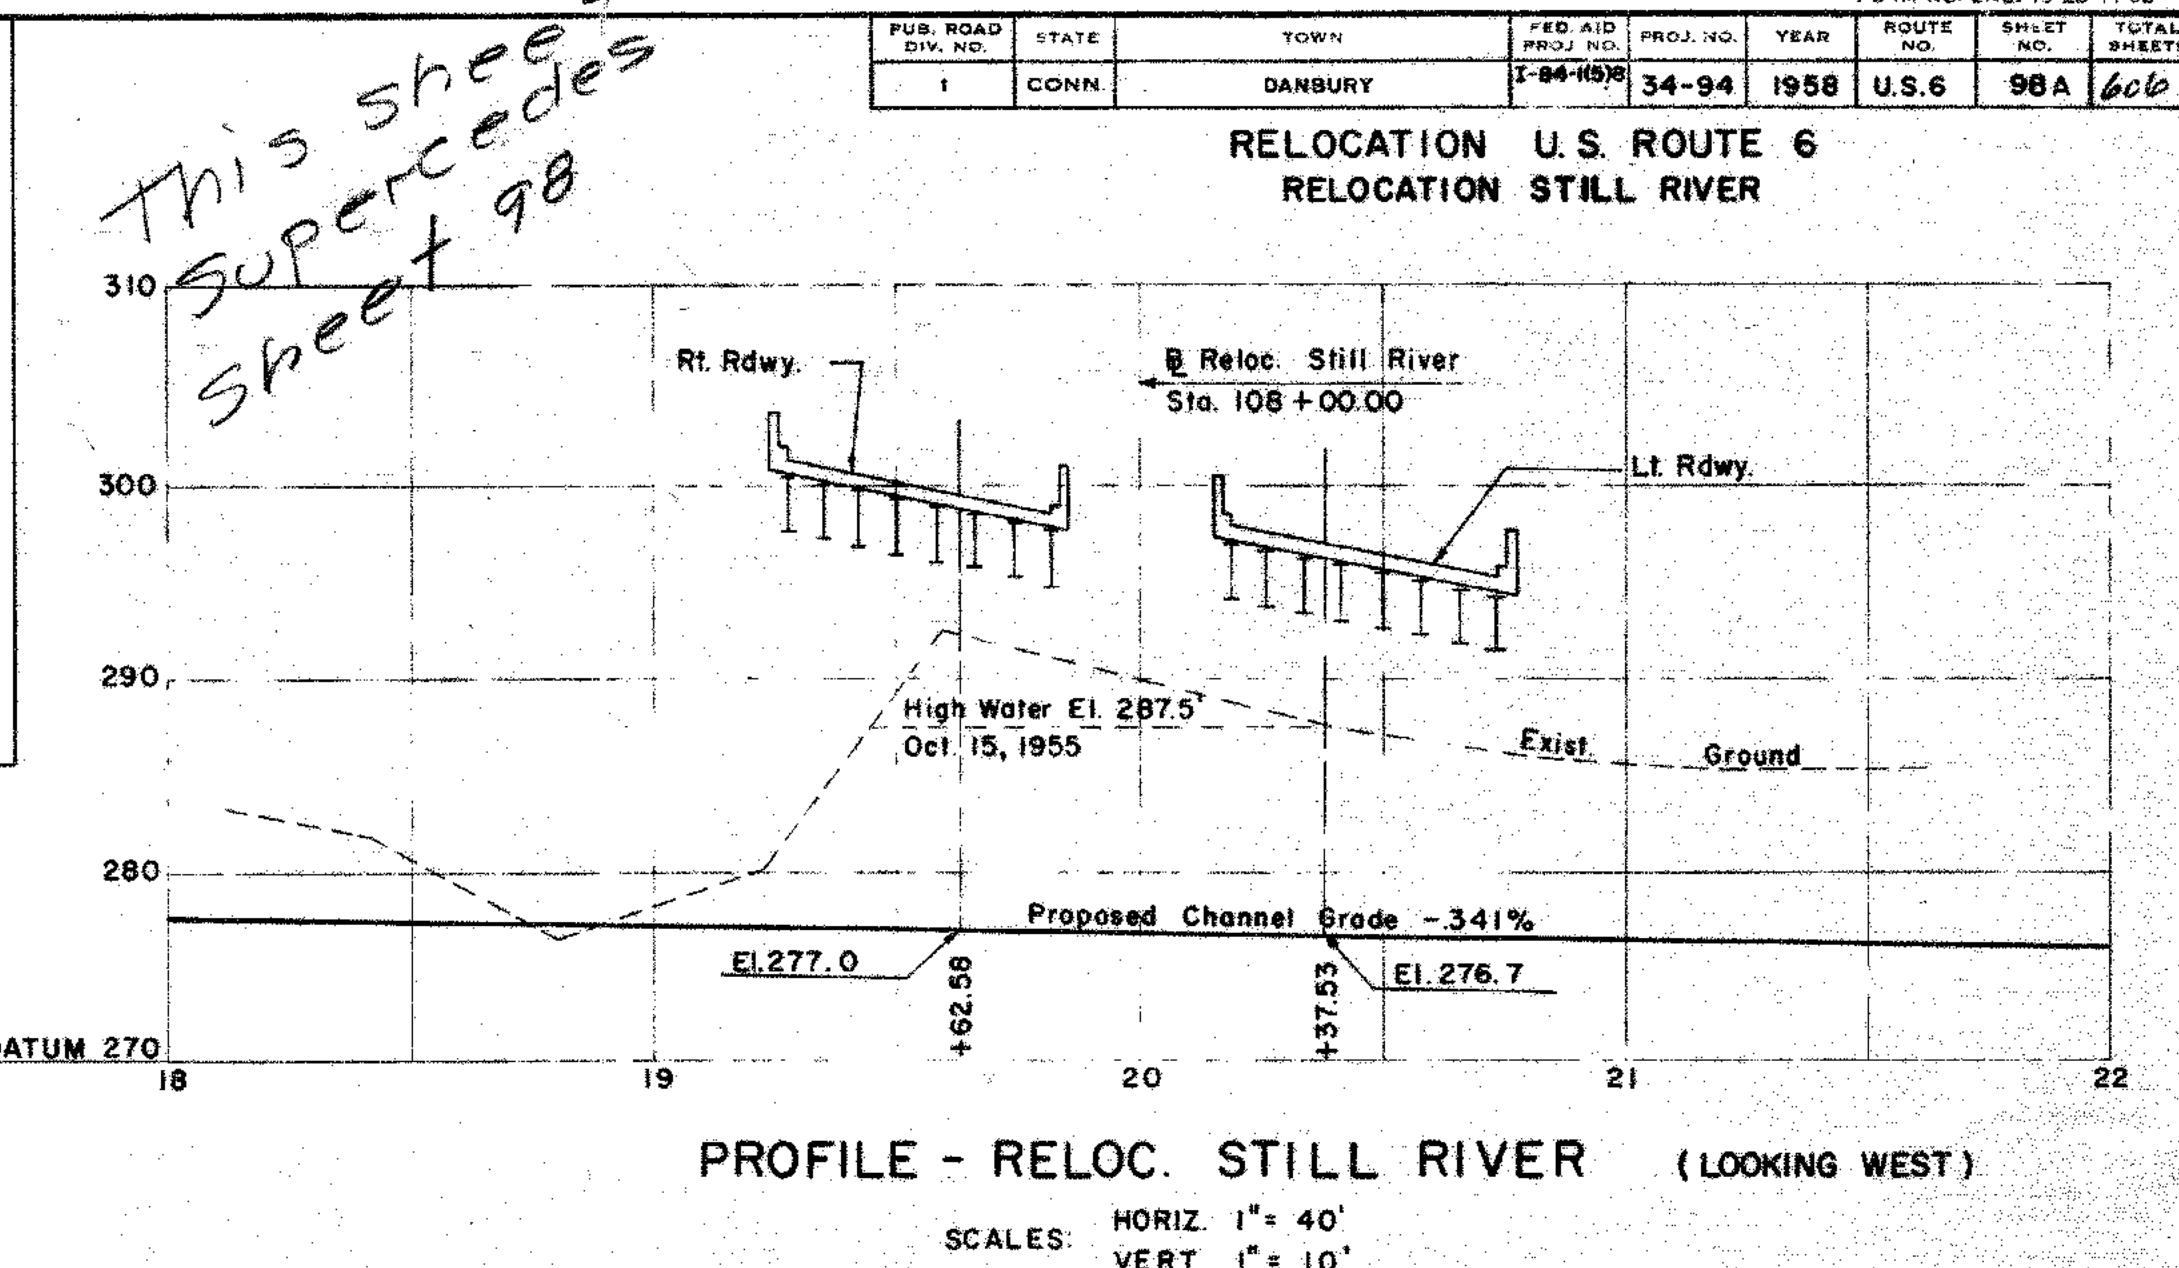 This sheet
supercedes
sheet 98
PUB. ROAD DIV. NO. STATE TOWN FED. AID PROJ NO. PROJ. NO. YEAR ROUTE NO. SHEET NO. TOTAL SHEETS
1 CONN. DANBURY I-84-1(5)8 34-94 1958 U.S.6 98A 606
RELOCATION U.S. ROUTE 6
RELOCATION STILL RIVER
310
Rt. Rdwy.
B Reloc. Still River
Sta. 108+00.00
300
Lt. Rdwy.
290
High Water El. 287.5'
Oct. 15, 1955
Exist. Ground
280
Proposed Channel Grade -.341%
El.277.0
+62.58
+37.53
El.276.7
DATUM 270
18 19 20 21 22
PROFILE - RELOC. STILL RIVER (LOOKING WEST)
SCALES: HORIZ. 1"= 40'
VERT. 1"= 10'